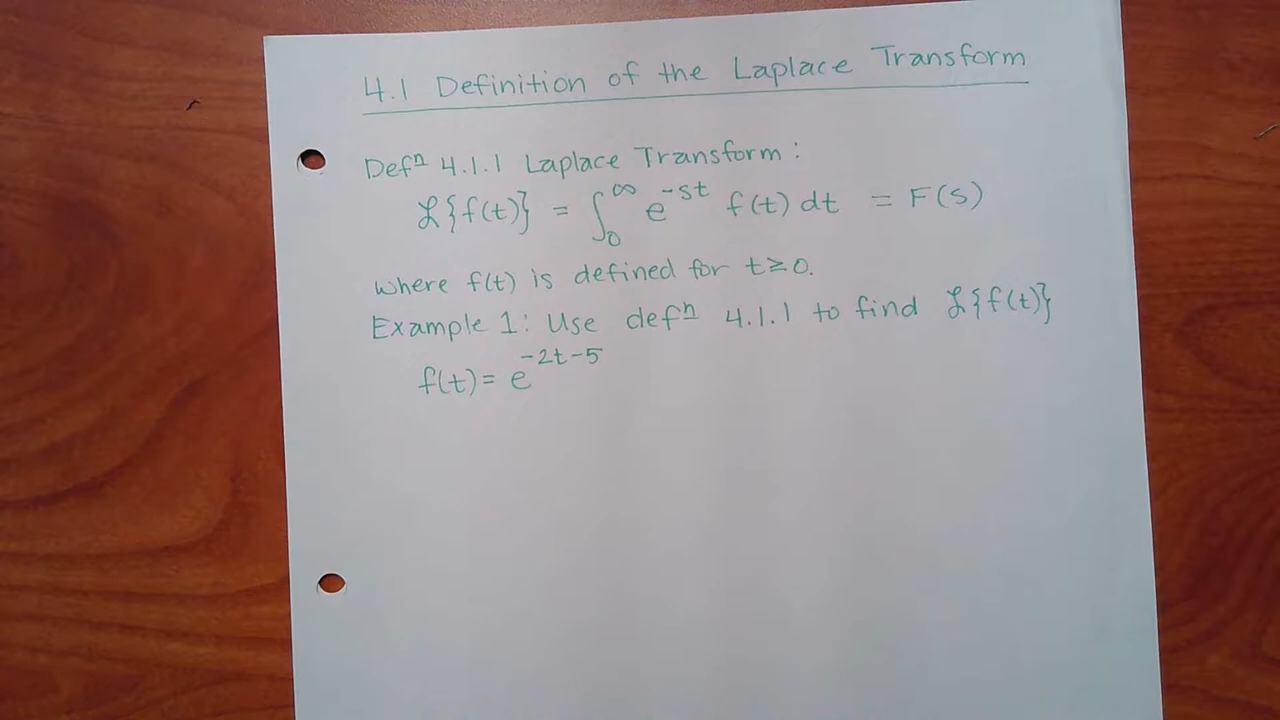 4.1 Definition of the Laplace Transform
Defⁿ 4.1.1 Laplace Transform:
ℒ{f(t)} = ∫₀^∞ e^(-st) f(t) dt = F(s)
where f(t) is defined for t≥0.
Example 1: Use defⁿ 4.1.1 to find ℒ{f(t)}
f(t) = e^(-2t-5)